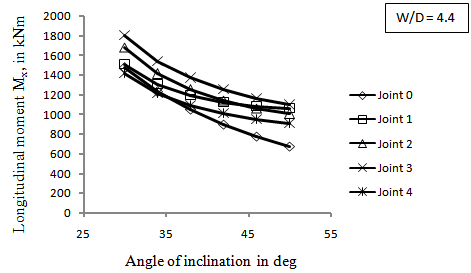 W/D = 4.4
Longitudinal moment Mx, in kNm
2000
1800
1600
1400
1200
1000
800
600
400
200
0
25
35
45
55
Angle of inclination in deg
Joint 0
Joint 1
Joint 2
Joint 3
Joint 4